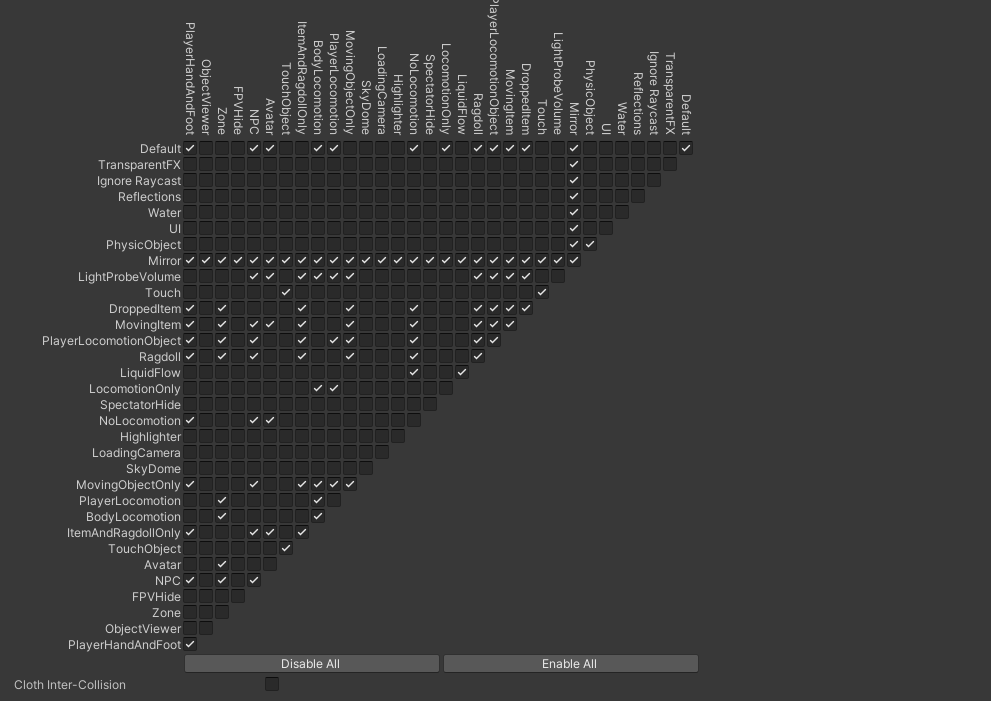 PlayerHandAndFoot
ObjectViewer
Zone
FPVHide
NPC
Avatar
TouchObject
ItemAndRagdollOnly
BodyLocomotion
PlayerLocomotion
MovingObjectOnly
SkyDome
LoadingCamera
Highlighter
NoLocomotion
SpectatorHide
LocomotionOnly
LiquidFlow
Ragdoll
PlayerLocomotionObject
MovingItem
DroppedItem
Touch
LightProbeVolume
Mirror
PhysicObject
UI
Water
Reflections
Ignore Raycast
TransparentFX
Default
Default
TransparentFX
Ignore Raycast
Reflections
Water
UI
PhysicObject
Mirror
LightProbeVolume
Touch
DroppedItem
MovingItem
PlayerLocomotionObject
Ragdoll
LiquidFlow
LocomotionOnly
SpectatorHide
NoLocomotion
Highlighter
LoadingCamera
SkyDome
MovingObjectOnly
PlayerLocomotion
BodyLocomotion
ItemAndRagdollOnly
TouchObject
Avatar
NPC
FPVHide
Zone
ObjectViewer
PlayerHandAndFoot
Disable All Enable All
Cloth Inter-Collision